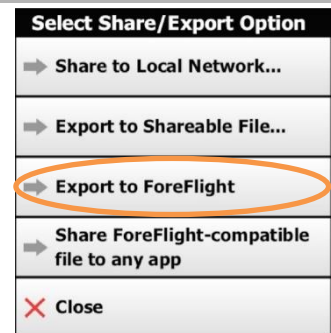 Select Share/Export Option
Share to Local Network...
Export to Shareable File...
Export to ForeFlight
Share ForeFlight-compatible
file to any app
Close